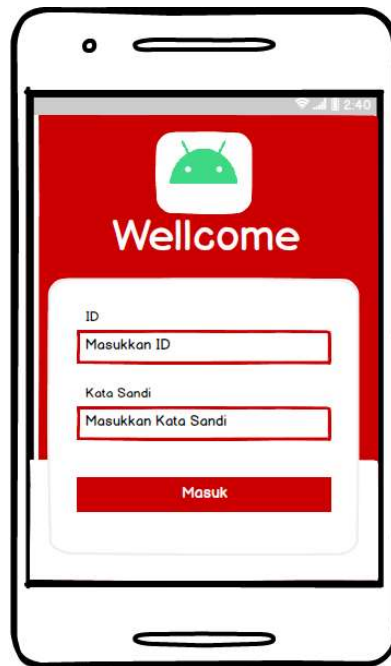 2:40
Wellcome
ID
Masukkan ID
Kata Sandi
Masukkan Kata Sandi
Masuk